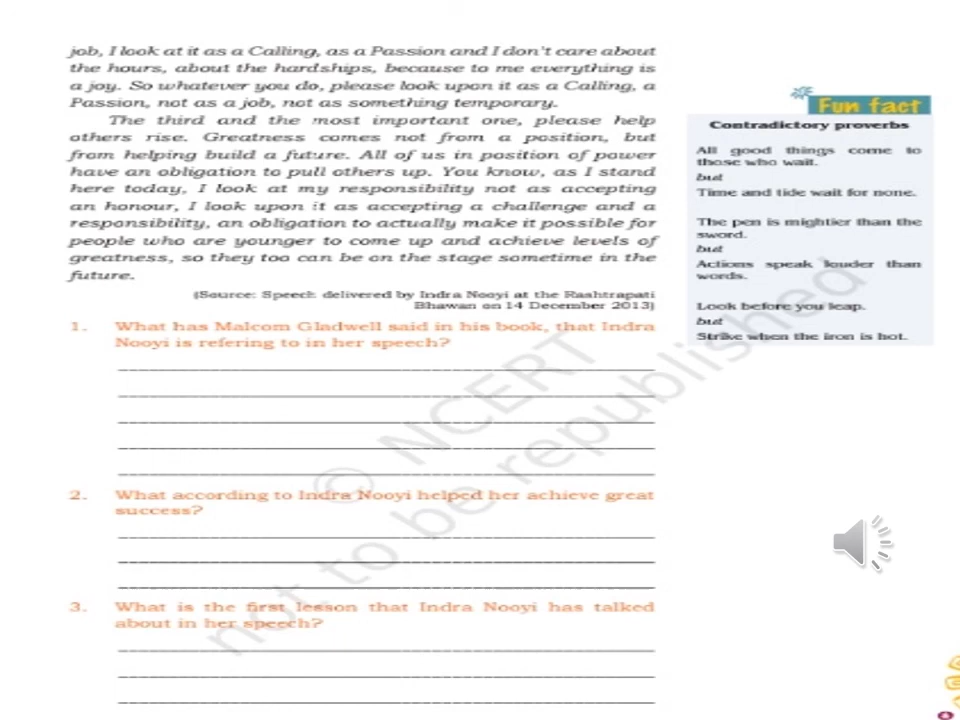 job, I look at it as a Calling, as a Passion and I don't care about
the hours, about the hardships, because to me everything is
a joy. So whatever you do, please look upon it as a Calling, a
Passion, not as a job, not as something temporary.
The third and the most important one, please help
others rise. Greatness comes not from a position, but
from helping build a future. All of us in position of power
have an obligation to pull others up. You know, as I stand
here today, I look at my responsibility not as accepting
an honour, I look upon it as accepting a challenge and a
responsibility, an obligation to actually make it possible for
people who are younger to come up and achieve levels of
greatness, so they too can be on the stage sometime in the
future.
(Source: Speech delivered by Indra Nooyi at the Rashtrapati
Bhawan on 14 December 2013)
1. What has Malcom Gladwell said in his book, that Indra
Nooyi is refering to in her speech?
2. What according to Indra Nooyi helped her achieve great
success?
3. What is the first lesson that Indra Nooyi has talked
about in her speech?
Fun fact
Contradictory proverbs
All good things come to
those who wait.
but
Time and tide wait for none.
The pen is mightier than the
sword.
but
Actions speak louder than
words.
Look before you leap.
but
Strike when the iron is hot.
© NCERT
not to be republished